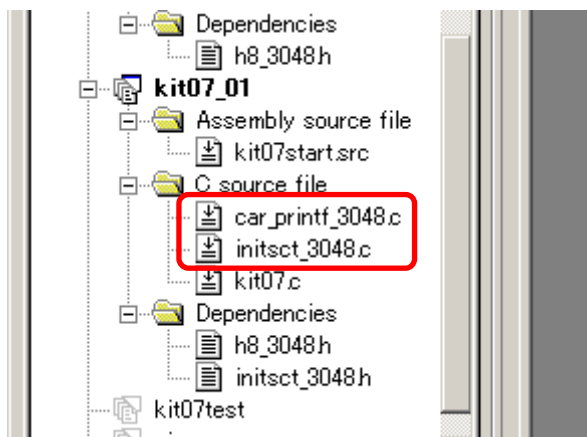 Dependencies
h8_3048.h
kit07_01
Assembly source file
kit07start.src
C source file
car_printf_3048.c
initsct_3048.c
kit07.c
Dependencies
h8_3048.h
initsct_3048.h
kit07test